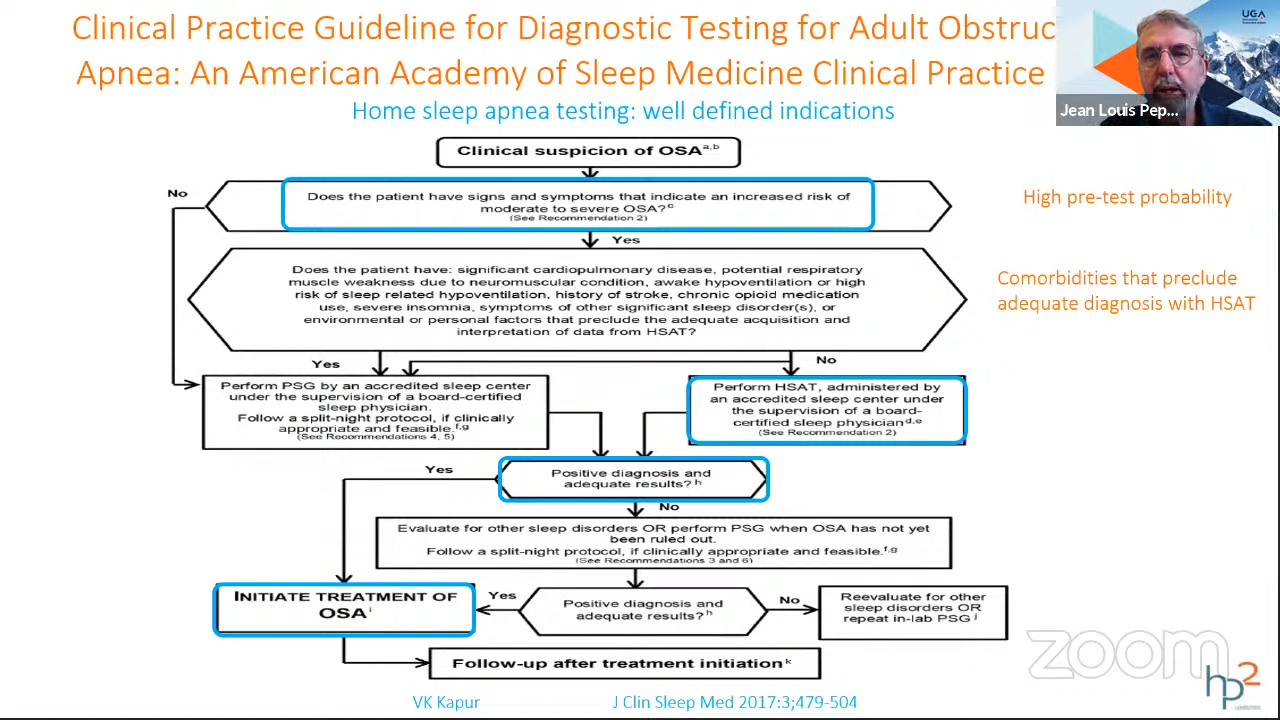 Clinical Practice Guideline for Diagnostic Testing for Adult Obstruc
Apnea: An American Academy of Sleep Medicine Clinical Practice
UGA
Jean Louis Pep...
Home sleep apnea testing: well defined indications
Clinical suspicion of OSAa,b
No
Does the patient have signs and symptoms that indicate an increased risk of
moderate to severe OSA?c
(See Recommendation 2)
High pre-test probability
Yes
Does the patient have: significant cardiopulmonary disease, potential respiratory
muscle weakness due to neuromuscular condition, awake hypoventilation or high
risk of sleep related hypoventilation, history of stroke, chronic opioid medication
use, severe insomnia, symptoms of other significant sleep disorder(s), or
environmental or personal factors that preclude the adequate acquisition and
interpretation of data from HSAT?
Comorbidities that preclude
adequate diagnosis with HSAT
Yes
No
Perform PSG by an accredited sleep center
under the supervision of a board-certified
sleep physician.
Follow a split-night protocol, if clinically
appropriate and feasible.f,g
(See Recommendations 4, 5)
Perform HSAT, administered by
an accredited sleep center under
the supervision of a board-
certified sleep physiciand,e
(See Recommendation 2)
Yes
Positive diagnosis and
adequate results?h
No
Evaluate for other sleep disorders OR perform PSG when OSA has not yet
been ruled out.
Follow a split-night protocol, if clinically appropriate and feasible.f,g
(See Recommendations 3 and 6)
INITIATE TREATMENT OF
OSAi
Yes
Positive diagnosis and
adequate results?h
No
Reevaluate for other
sleep disorders OR
repeat in-lab PSGj
Follow-up after treatment initiationk
zoom
hp2
VK Kapur
J Clin Sleep Med 2017:3;479-504